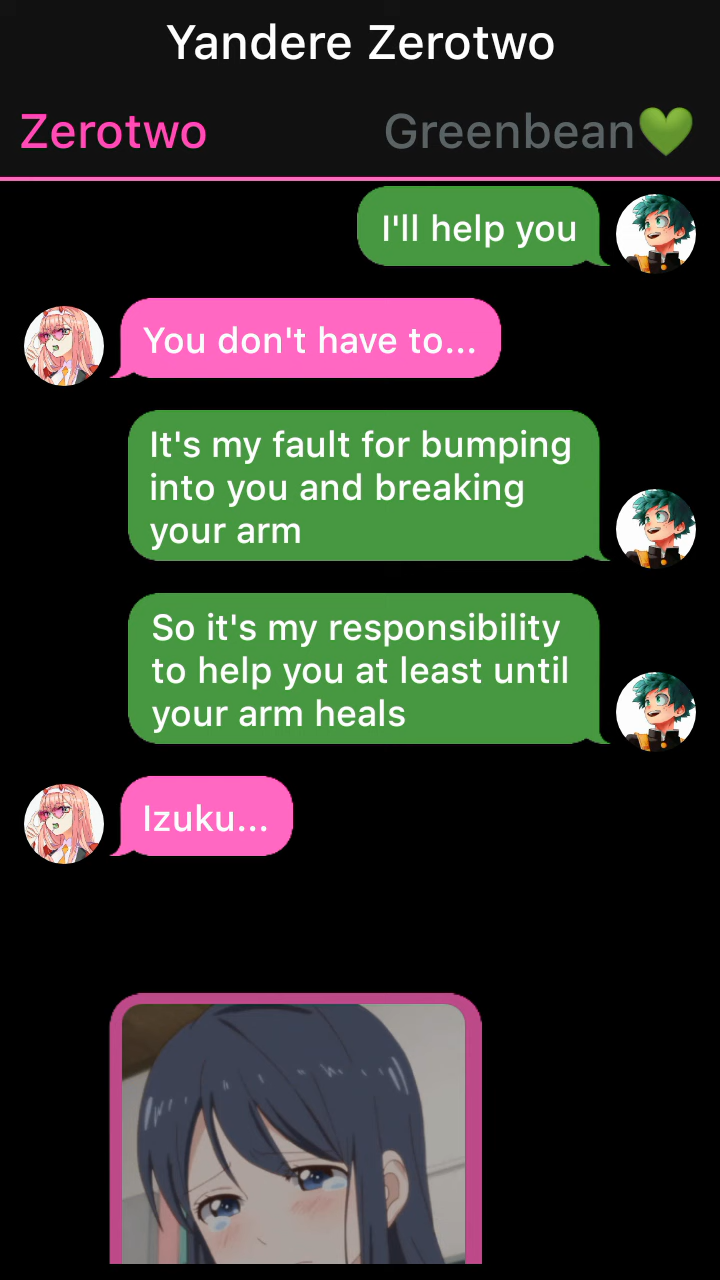 Yandere Zerotwo
Zerotwo
Greenbean💚
I'll help you
You don't have to...
It's my fault for bumping
into you and breaking
your arm
So it's my responsibility
to help you at least until
your arm heals
Izuku...